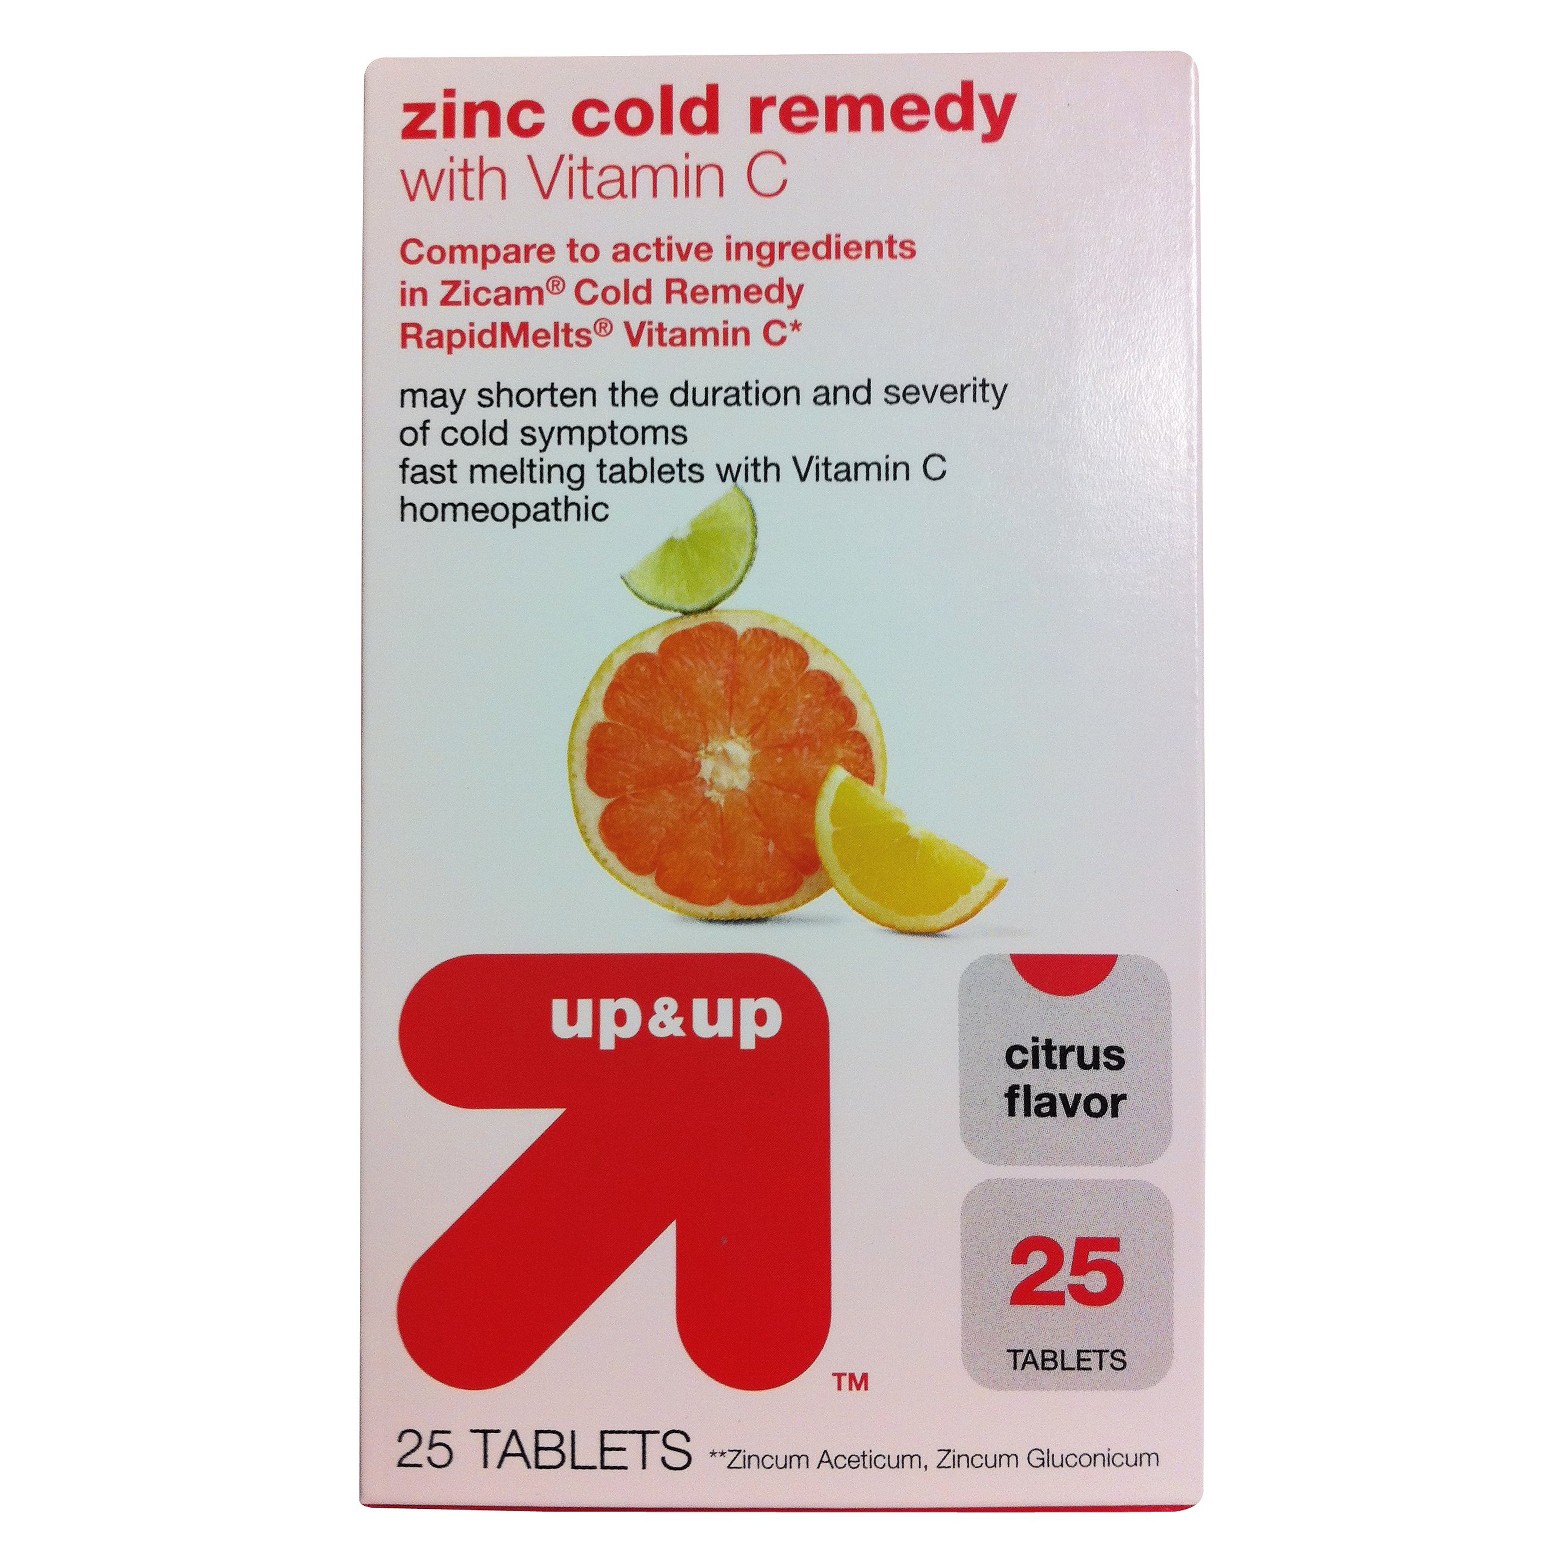 zinc cold remedy
with Vitamin C
Compare to active ingredients
in Zicam® Cold Remedy
RapidMelts® Vitamin C*
may shorten the duration and severity
of cold symptoms
fast melting tablets with Vitamin C
homeopathic
up&up
TM
citrus
flavor
25
TABLETS
25 TABLETS **Zincum Aceticum, Zincum Gluconicum